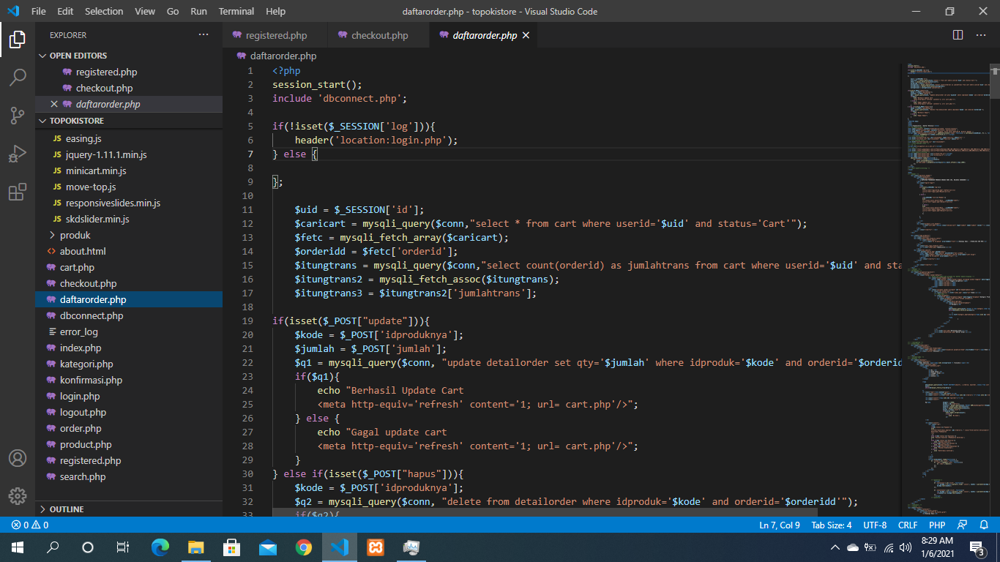 File Edit Selection View Go Run Terminal Help
daftarorder.php - topokistore - Visual Studio Code
EXPLORER
OPEN EDITORS
registered.php
checkout.php
daftarorder.php
TOPOKISTORE
JS easing.js
JS jquery-1.11.1.min.js
JS minicart.min.js
JS move-top.js
JS responsiveslides.min.js
JS skdslider.min.js
produk
about.html
cart.php
checkout.php
daftarorder.php
dbconnect.php
error_log
index.php
kategori.php
konfirmasi.php
login.php
logout.php
order.php
product.php
registered.php
search.php
OUTLINE
registered.php checkout.php daftarorder.php
daftarorder.php
1 <?php
2 session_start();
3 include 'dbconnect.php';
4
5 if(!isset($_SESSION['log'])){
6 header('location:login.php');
7 } else {
8
9 };
10
11 $uid = $_SESSION['id'];
12 $caricart = mysqli_query($conn,"select * from cart where userid='$uid' and status='Cart'");
13 $fetc = mysqli_fetch_array($caricart);
14 $orderidd = $fetc['orderid'];
15 $itungtrans = mysqli_query($conn,"select count(orderid) as jumlahtrans from cart where userid='$uid' and sta
16 $itungtrans2 = mysqli_fetch_assoc($itungtrans);
17 $itungtrans3 = $itungtrans2['jumlahtrans'];
18
19 if(isset($_POST["update"])){
20 $kode = $_POST['idproduknya'];
21 $jumlah = $_POST['jumlah'];
22 $q1 = mysqli_query($conn, "update detailorder set qty='$jumlah' where idproduk='$kode' and orderid='$orderid
23 if($q1){
24 echo "Berhasil Update Cart
25 <meta http-equiv='refresh' content='1; url= cart.php'/>";
26 } else {
27 echo "Gagal update cart
28 <meta http-equiv='refresh' content='1; url= cart.php'/>";
29 }
30 } else if(isset($_POST["hapus"])){
31 $kode = $_POST['idproduknya'];
32 $q2 = mysqli_query($conn, "delete from detailorder where idproduk='$kode' and orderid='$orderidd'");
33 if($q2){
0 0
Ln 7, Col 9 Tab Size: 4 UTF-8 CRLF PHP
8:29 AM
1/6/2021
3